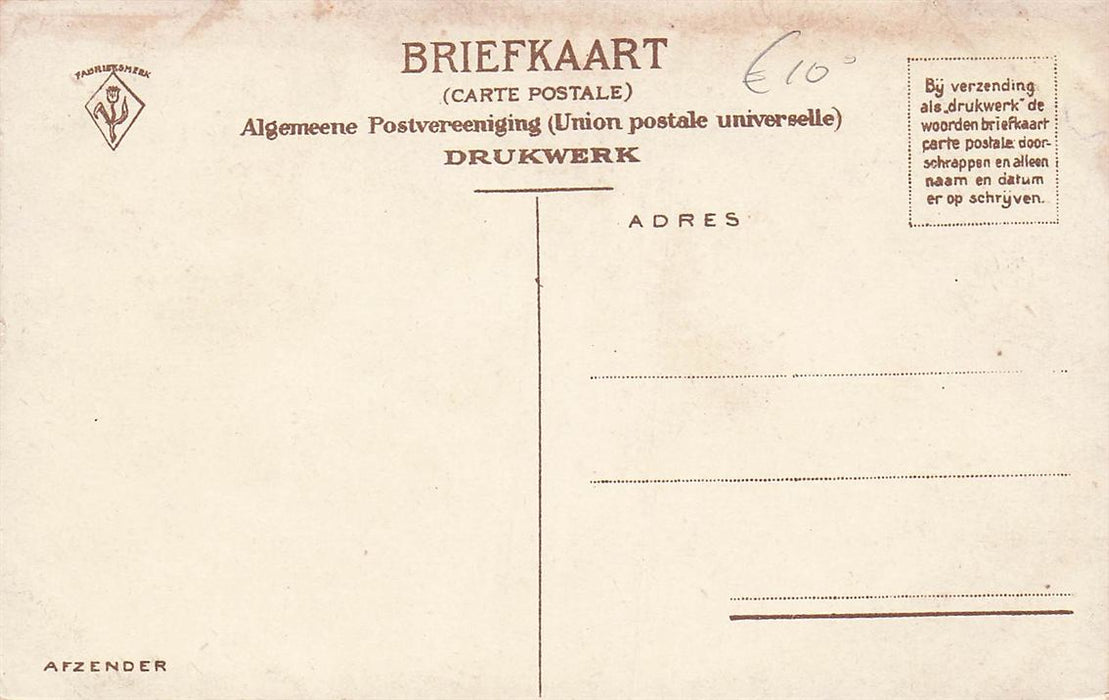 FABRIEKSMERK
BRIEFKAART
(CARTE POSTALE)
Algemeene Postvereeniging (Union postale universelle)
DRUKWERK
€ 10
Bij verzending
als „drukwerk" de
woorden briefkaart
carte postale door-
schrappen en alleen
naam en datum
er op schrijven.
ADRES
AFZENDER